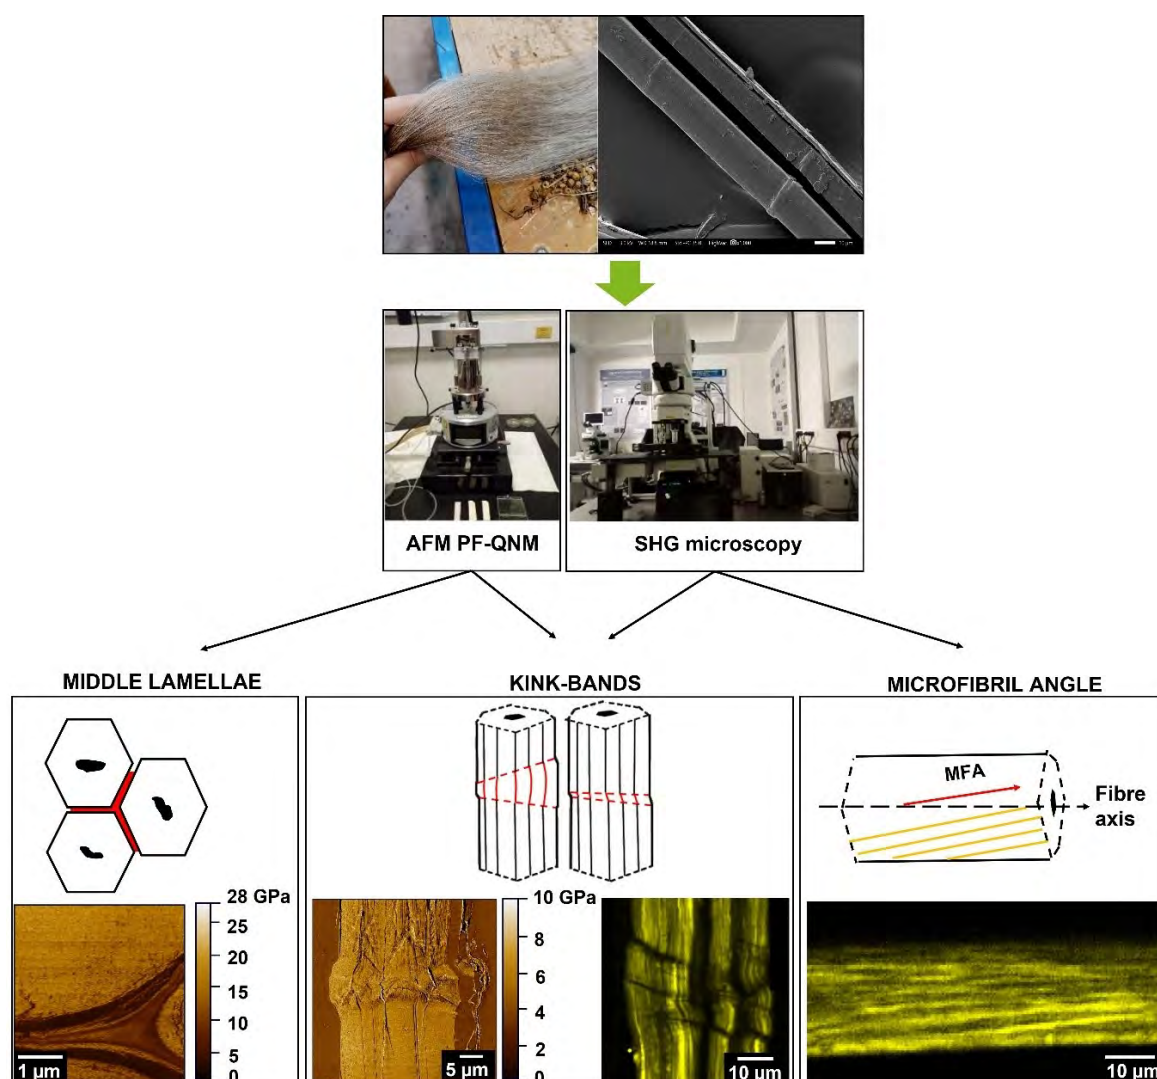 AFM PF-QNM
SHG microscopy
MIDDLE LAMELLAE
KINK-BANDS
MICROFIBRIL ANGLE
MFA
Fibre
axis
28 GPa
25
20
15
10
5
0
1 µm
10 GPa
8
6
4
2
0
5 µm
10 µm
10 µm